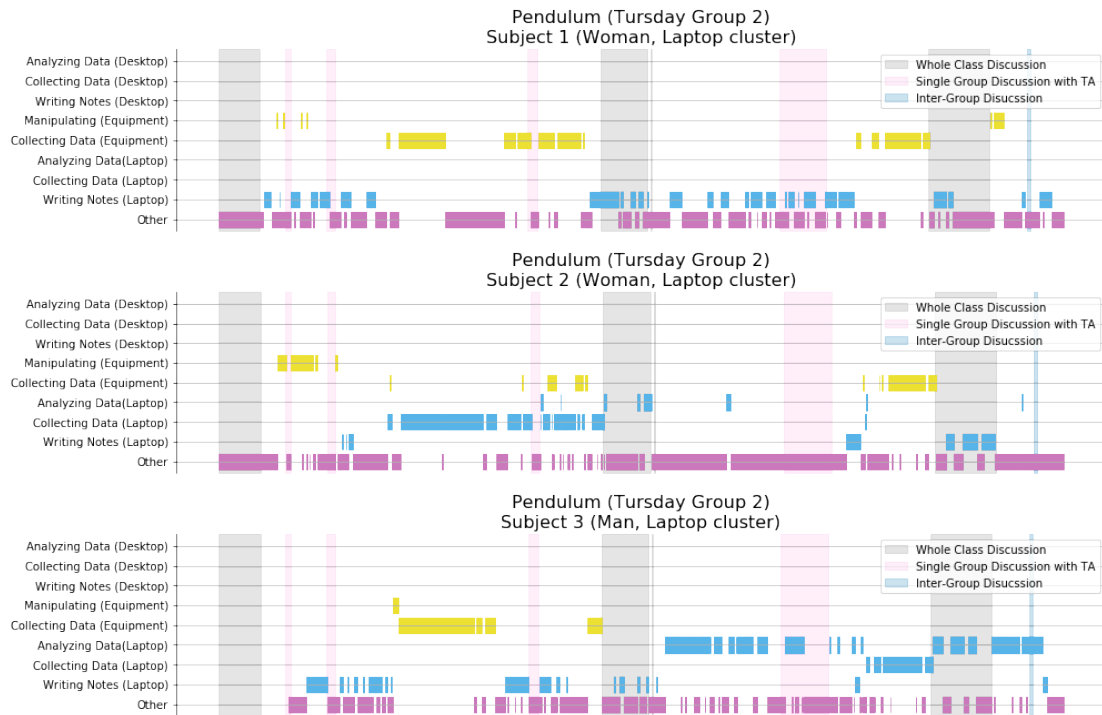 Pendulum (Tursday Group 2)
Subject 1 (Woman, Laptop cluster)
Analyzing Data (Desktop)
Collecting Data (Desktop)
Writing Notes (Desktop)
Manipulating (Equipment)
Collecting Data (Equipment)
Analyzing Data(Laptop)
Collecting Data (Laptop)
Writing Notes (Laptop)
Other
Whole Class Discussion
Single Group Discussion with TA
Inter-Group Disucssion
Pendulum (Tursday Group 2)
Subject 2 (Woman, Laptop cluster)
Analyzing Data (Desktop)
Collecting Data (Desktop)
Writing Notes (Desktop)
Manipulating (Equipment)
Collecting Data (Equipment)
Analyzing Data(Laptop)
Collecting Data (Laptop)
Writing Notes (Laptop)
Other
Whole Class Discussion
Single Group Discussion with TA
Inter-Group Disucssion
Pendulum (Tursday Group 2)
Subject 3 (Man, Laptop cluster)
Analyzing Data (Desktop)
Collecting Data (Desktop)
Writing Notes (Desktop)
Manipulating (Equipment)
Collecting Data (Equipment)
Analyzing Data(Laptop)
Collecting Data (Laptop)
Writing Notes (Laptop)
Other
Whole Class Discussion
Single Group Discussion with TA
Inter-Group Disucssion